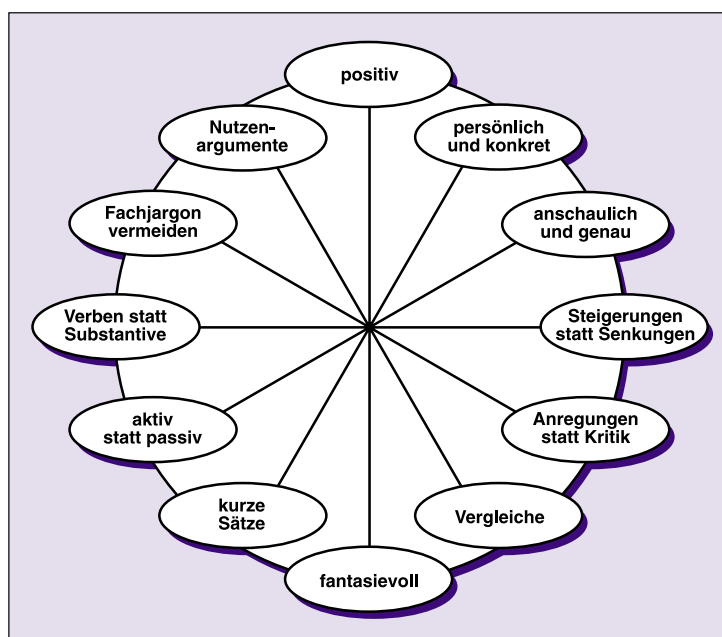 positiv
persönlich
und konkret
anschaulich
und genau
Steigerungen
statt Senkungen
Anregungen
statt Kritik
Vergleiche
fantasievoll
kurze
Sätze
aktiv
statt passiv
Verben statt
Substantive
Fachjargon
vermeiden
Nutzen-
argumente